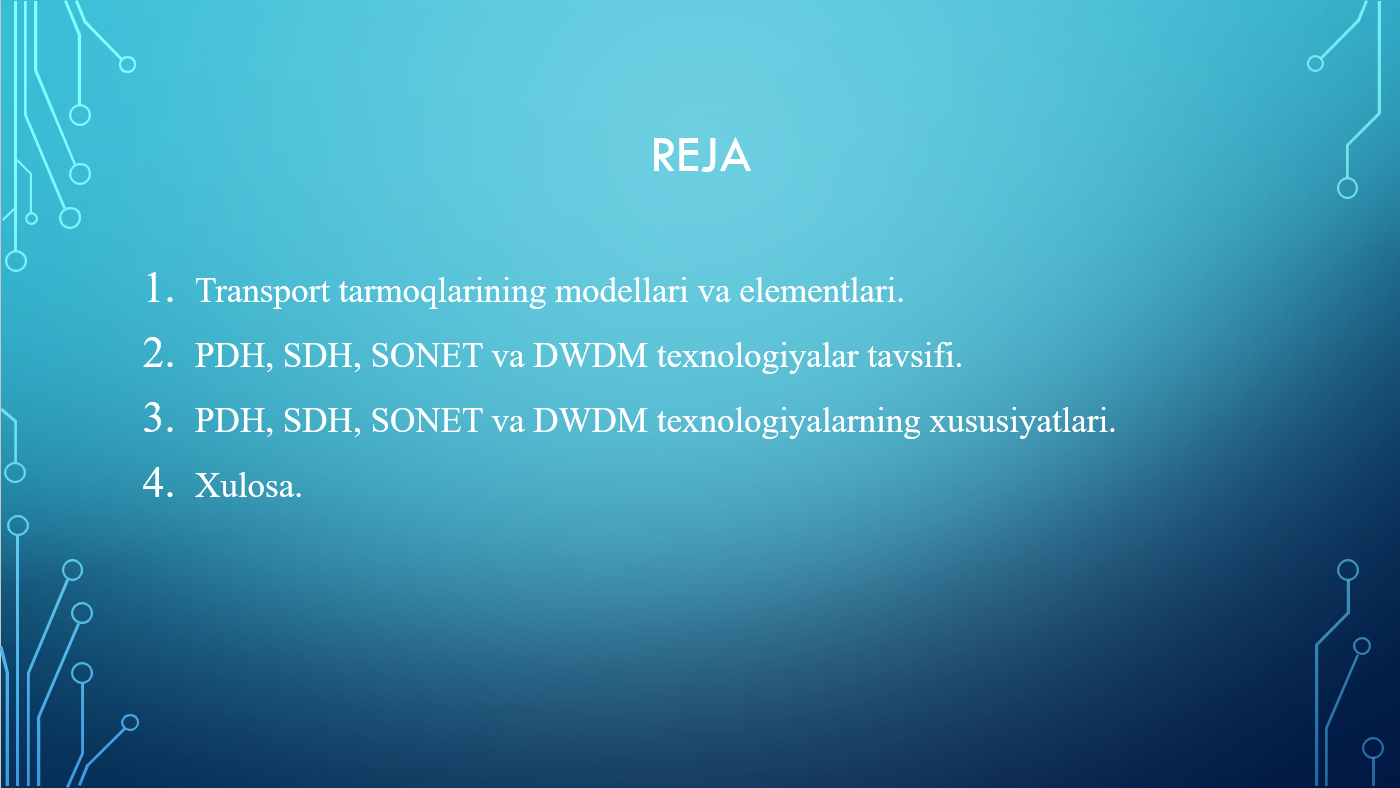 REJA
1. Transport tarmoqlarining modellari va elementlari.
2. PDH, SDH, SONET va DWDM texnologiyalar tavsifi.
3. PDH, SDH, SONET va DWDM texnologiyalarning xususiyatlari.
4. Xulosa.